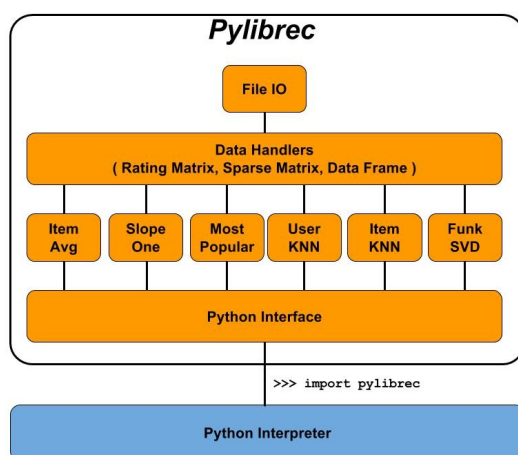 Pylibrec
File IO
Data Handlers
( Rating Matrix, Sparse Matrix, Data Frame )
Item
Avg
Slope
One
Most
Popular
User
KNN
Item
KNN
Funk
SVD
Python Interface
>>> import pylibrec
Python Interpreter